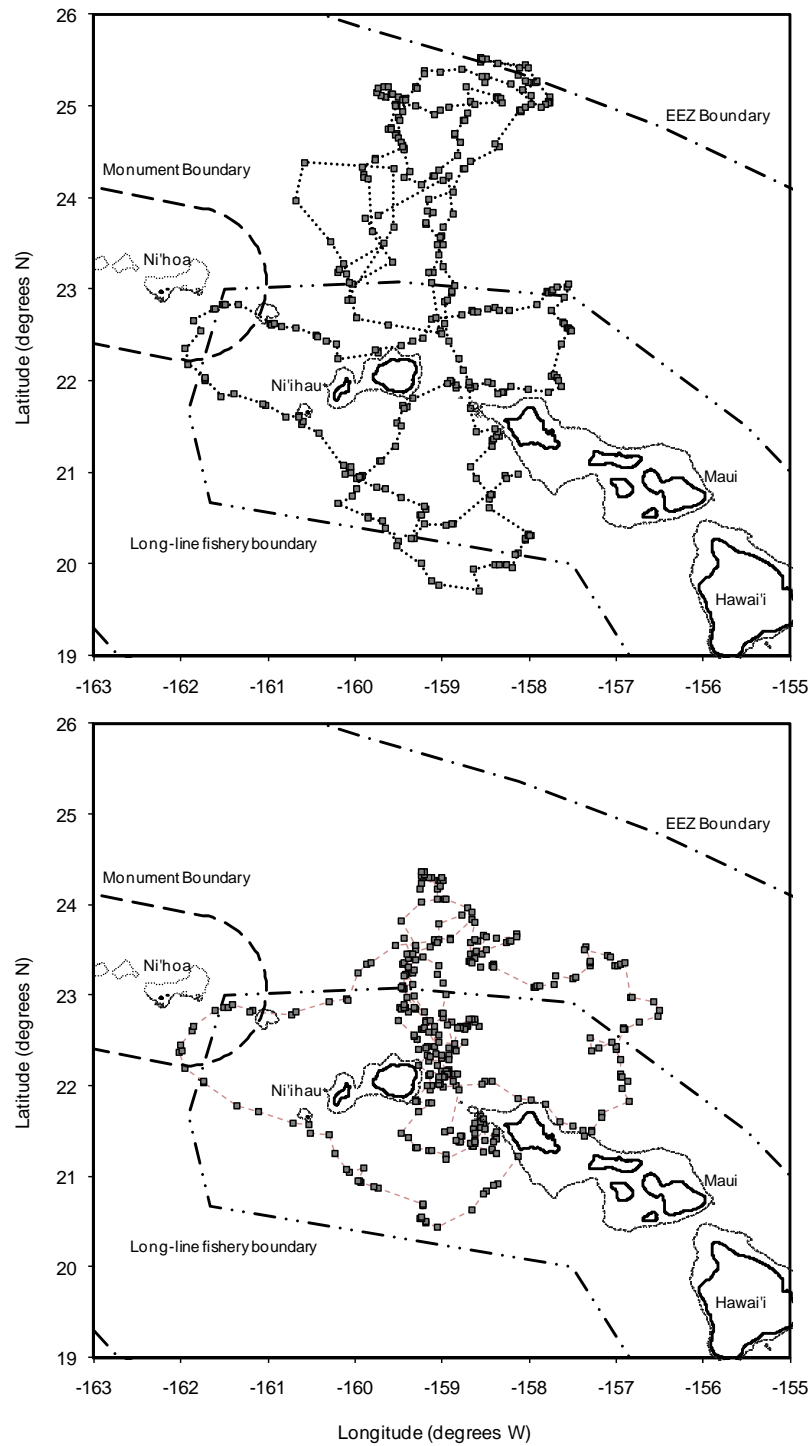 26
25
24
23
22
21
20
19
Latitude (degrees N)
EEZ Boundary
Monument Boundary
Ni'hoa
Ni'ihau
Maui
Long-line fishery boundary
Hawai'i
-163 -162 -161 -160 -159 -158 -157 -156 -155
26
25
24
23
22
21
20
19
Latitude (degrees N)
EEZ Boundary
Monument Boundary
Ni'hoa
Ni'ihau
Maui
Long-line fishery boundary
Hawai'i
-163 -162 -161 -160 -159 -158 -157 -156 -155
Longitude (degrees W)